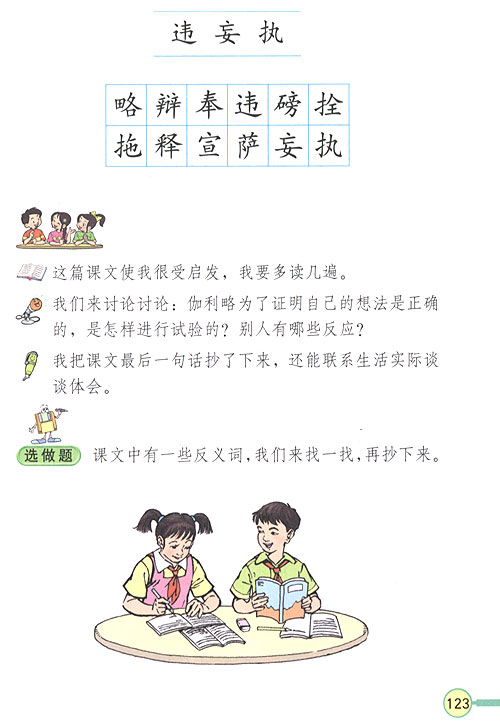 违 妄 执
略 辩 奉 违 磅 拴
拖 释 宣 萨 妄 执
这篇课文使我很受启发，我要多读几遍。
我们来讨论讨论：伽利略为了证明自己的想法是正确
的，是怎样进行试验的？别人有哪些反应？
我把课文最后一句话抄了下来，还能联系生活实际谈
谈体会。
选做题 课文中有一些反义词，我们来找一找，再抄下来。
123